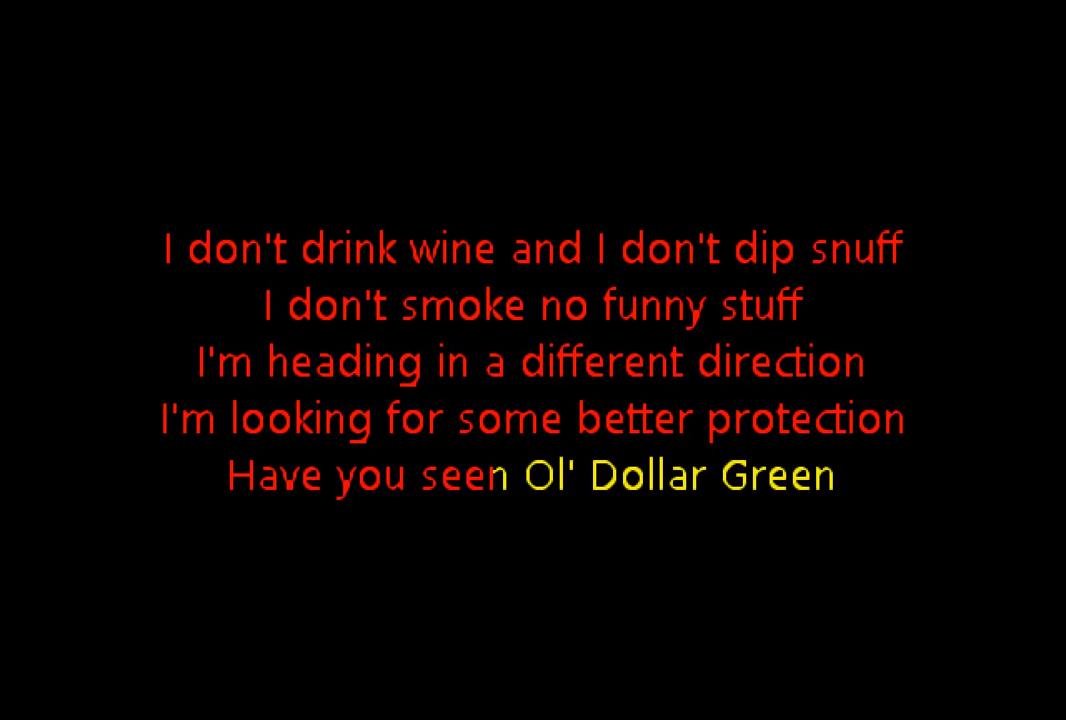 I don't drink wine and I don't dip snuff
I don't smoke no funny stuff
I'm heading in a different direction
I'm looking for some better protection
Have you seen Ol' Dollar Green